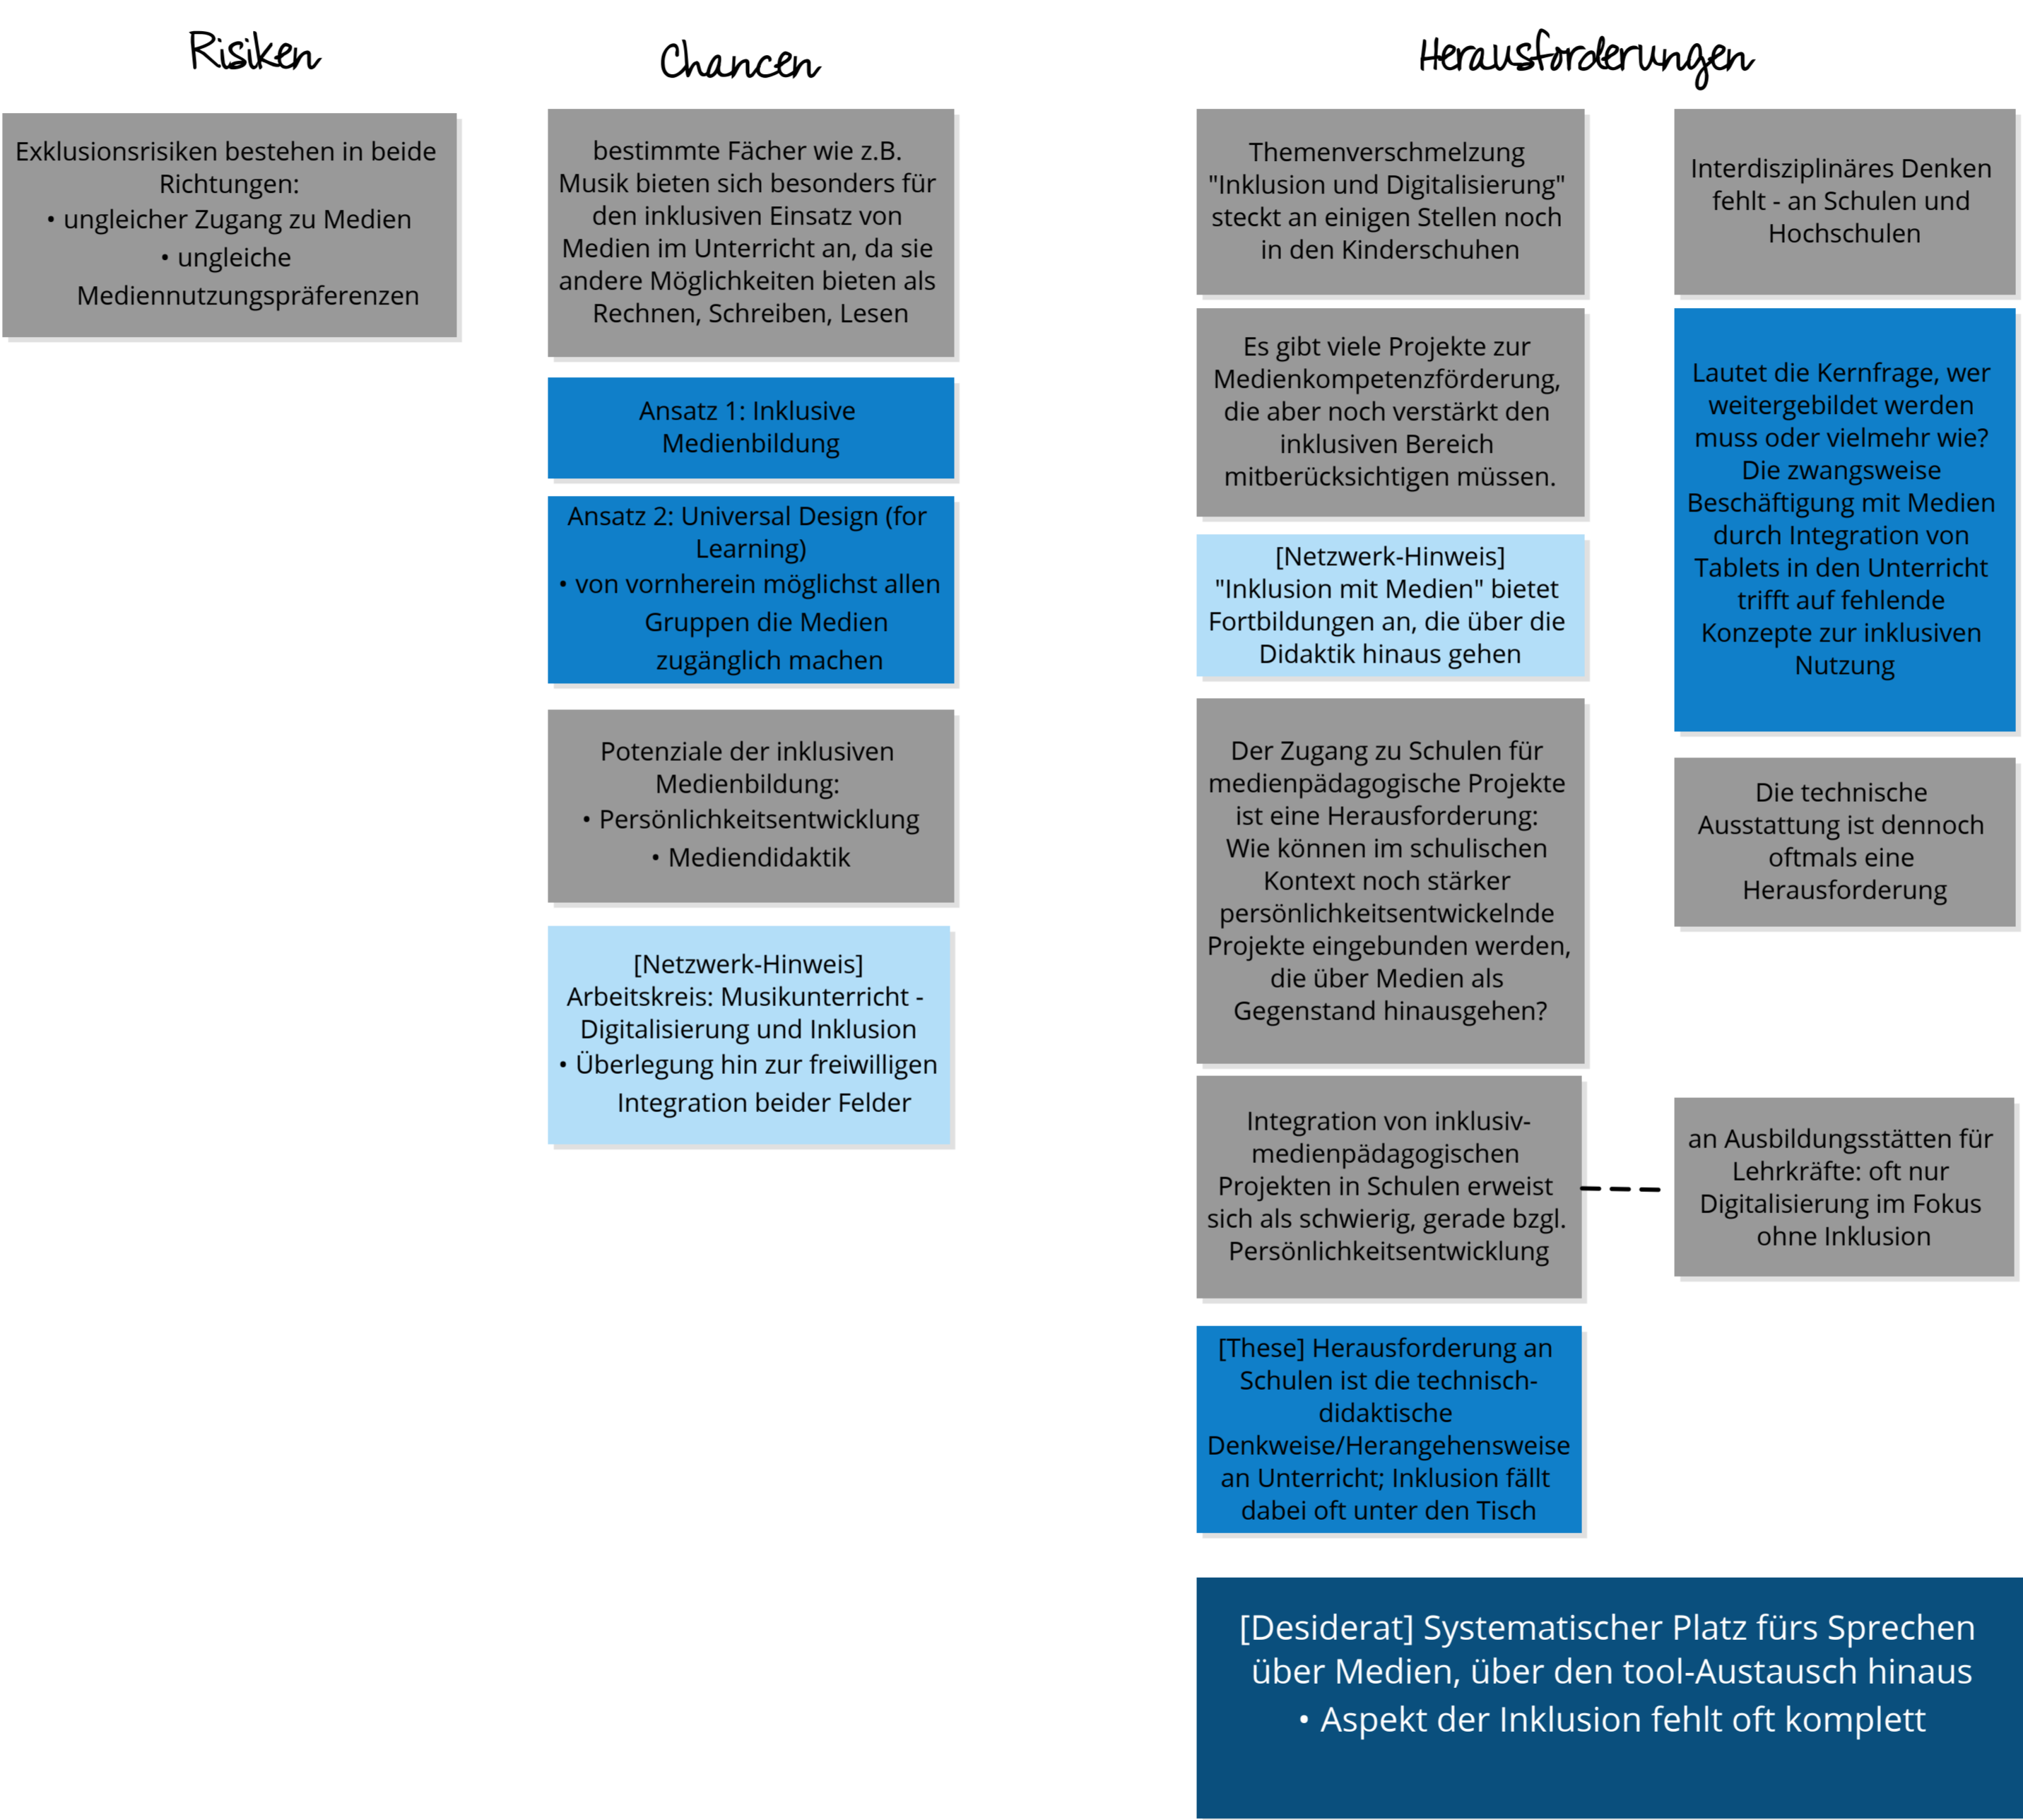 Risiken
Exklusionsrisiken bestehen in beide
Richtungen:
• ungleicher Zugang zu Medien
• ungleiche
Mediennutzungspräferenzen
Chancen
bestimmte Fächer wie z.B.
Musik bieten sich besonders für
den inklusiven Einsatz von
Medien im Unterricht an, da sie
andere Möglichkeiten bieten als
Rechnen, Schreiben, Lesen
Ansatz 1: Inklusive
Medienbildung
Ansatz 2: Universal Design (for
Learning)
• von vornherein möglichst allen
Gruppen die Medien
zugänglich machen
Potenziale der inklusiven
Medienbildung:
• Persönlichkeitsentwicklung
• Mediendidaktik
[Netzwerk-Hinweis]
Arbeitskreis: Musikunterricht -
Digitalisierung und Inklusion
• Überlegung hin zur freiwilligen
Integration beider Felder
Herausforderungen
Themenverschmelzung
"Inklusion und Digitalisierung"
steckt an einigen Stellen noch
in den Kinderschuhen
Es gibt viele Projekte zur
Medienkompetenzförderung,
die aber noch verstärkt den
inklusiven Bereich
mitberücksichtigen müssen.
[Netzwerk-Hinweis]
"Inklusion mit Medien" bietet
Fortbildungen an, die über die
Didaktik hinaus gehen
Der Zugang zu Schulen für
medienpädagogische Projekte
ist eine Herausforderung:
Wie können im schulischen
Kontext noch stärker
persönlichkeitsentwickelnde
Projekte eingebunden werden,
die über Medien als
Gegenstand hinausgehen?
Integration von inklusiv-
medienpädagogischen
Projekten in Schulen erweist
sich als schwierig, gerade bzgl.
Persönlichkeitsentwicklung
[These] Herausforderung an
Schulen ist die technisch-
didaktische
Denkweise/Herangehensweise
an Unterricht; Inklusion fällt
dabei oft unter den Tisch
Interdisziplinäres Denken
fehlt - an Schulen und
Hochschulen
Lautet die Kernfrage, wer
weitergebildet werden
muss oder vielmehr wie?
Die zwangsweise
Beschäftigung mit Medien
durch Integration von
Tablets in den Unterricht
trifft auf fehlende
Konzepte zur inklusiven
Nutzung
Die technische
Ausstattung ist dennoch
oftmals eine
Herausforderung
an Ausbildungsstätten für
Lehrkräfte: oft nur
Digitalisierung im Fokus
ohne Inklusion
[Desiderat] Systematischer Platz fürs Sprechen
über Medien, über den tool-Austausch hinaus
• Aspekt der Inklusion fehlt oft komplett